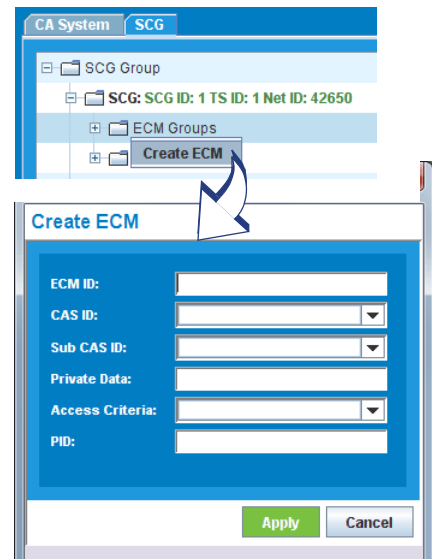 CA System SCG
SCG Group
SCG: SCG ID: 1 TS ID: 1 Net ID: 42650
ECM Groups
Create ECM
Create ECM
ECM ID:
CAS ID:
Sub CAS ID:
Private Data:
Access Criteria:
PID:
Apply Cancel